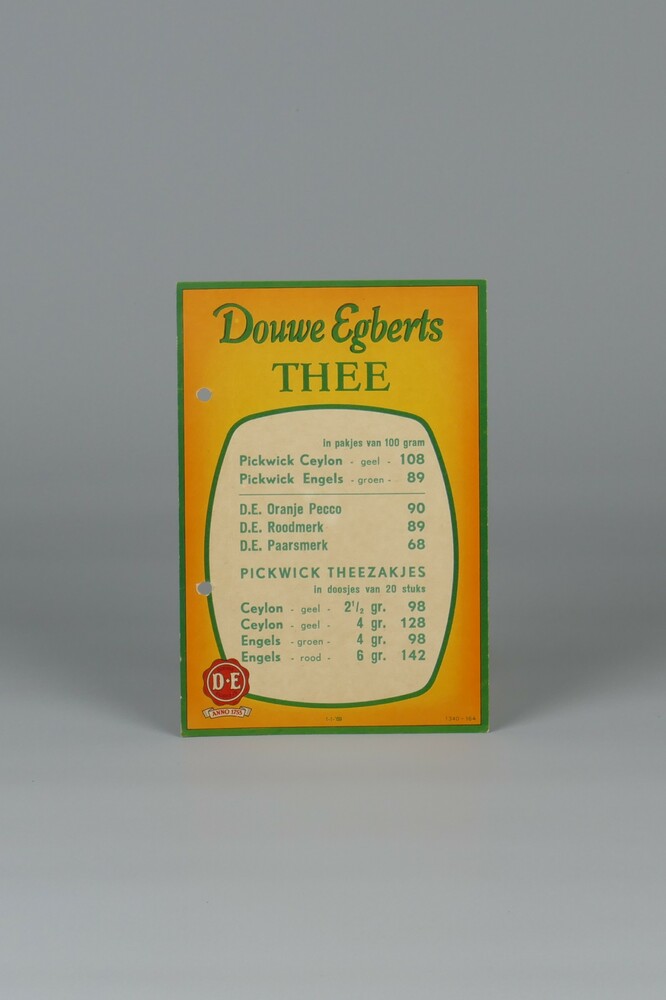 Douwe Egberts
THEE
in pakjes van 100 gram
Pickwick Ceylon - geel - 108
Pickwick Engels - groen - 89
D.E. Oranje Pecco 90
D.E. Roodmerk 89
D.E. Paarsmerk 68
PICKWICK THEEZAKJES
in doosjes van 20 stuks
Ceylon - geel - 2½ gr. 98
Ceylon - geel - 4 gr. 128
Engels - groen - 4 gr. 98
Engels - rood - 6 gr. 142
D·E
ANNO 1753